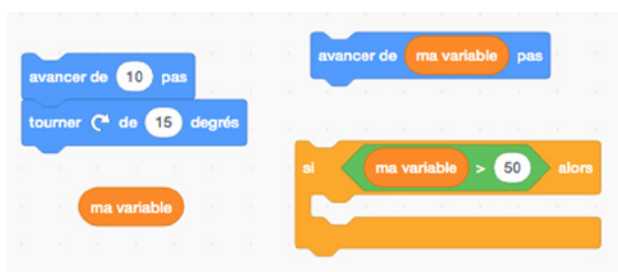 avancer de 10 pas
tourner de 15 degrés
ma variable
avancer de ma variable pas
si ma variable > 50 alors